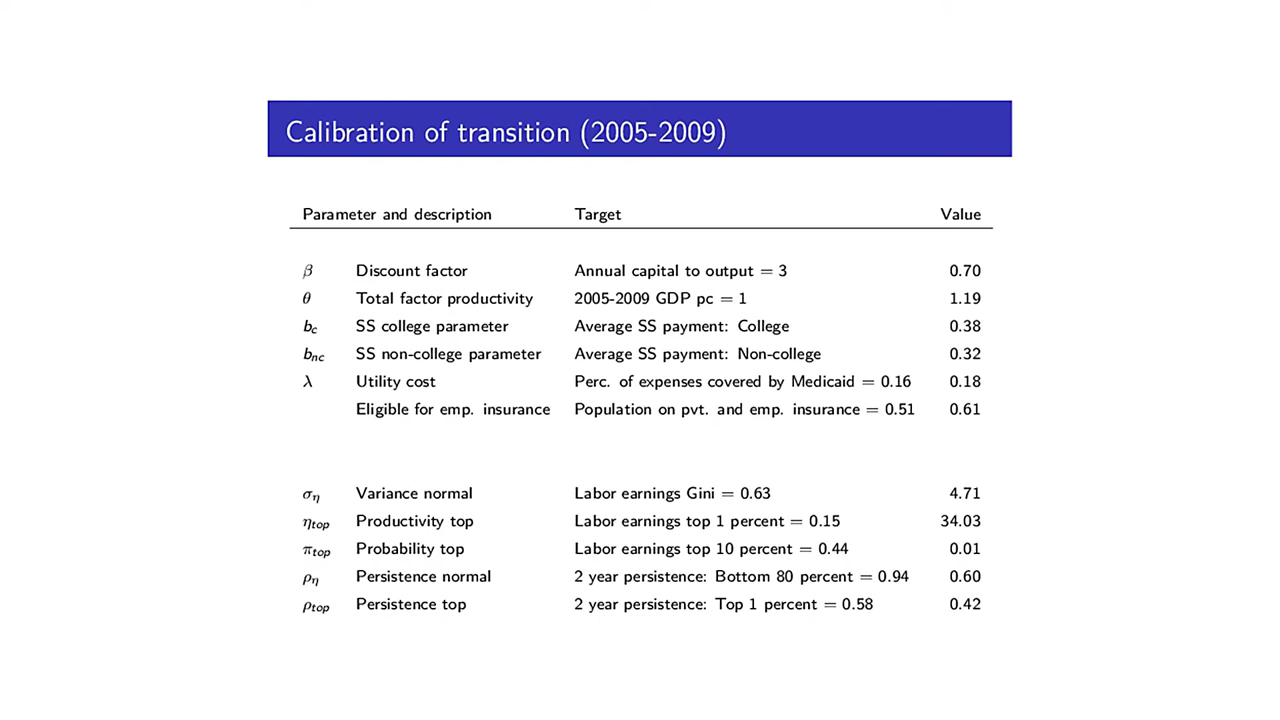 Calibration of transition (2005-2009)
Parameter and description Target Value
β Discount factor Annual capital to output = 3 0.70
θ Total factor productivity 2005-2009 GDP pc = 1 1.19
b_c SS college parameter Average SS payment: College 0.38
b_nc SS non-college parameter Average SS payment: Non-college 0.32
λ Utility cost Perc. of expenses covered by Medicaid = 0.16 0.18
Eligible for emp. insurance Population on pvt. and emp. insurance = 0.51 0.61
σ_η Variance normal Labor earnings Gini = 0.63 4.71
η_top Productivity top Labor earnings top 1 percent = 0.15 34.03
π_top Probability top Labor earnings top 10 percent = 0.44 0.01
ρ_η Persistence normal 2 year persistence: Bottom 80 percent = 0.94 0.60
ρ_top Persistence top 2 year persistence: Top 1 percent = 0.58 0.42